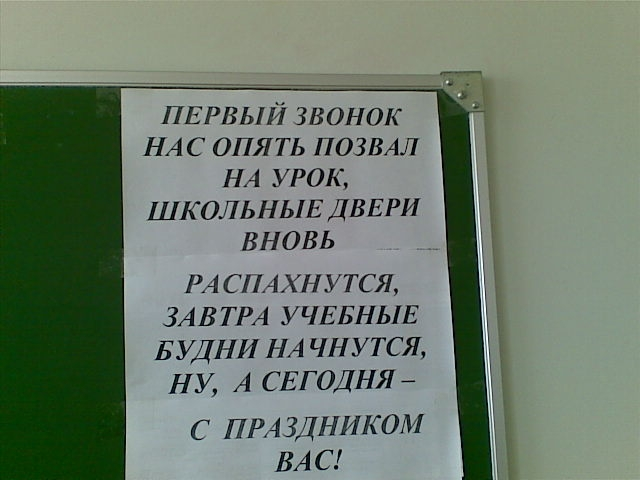 ПЕРВЫЙ ЗВОНОК
НАС ОПЯТЬ ПОЗВАЛ
НА УРОК,
ШКОЛЬНЫЕ ДВЕРИ
ВНОВЬ
РАСПАХНУТСЯ,
ЗАВТРА УЧЕБНЫЕ
БУДНИ НАЧНУТСЯ,
НУ, А СЕГОДНЯ –
С ПРАЗДНИКОМ
ВАС!